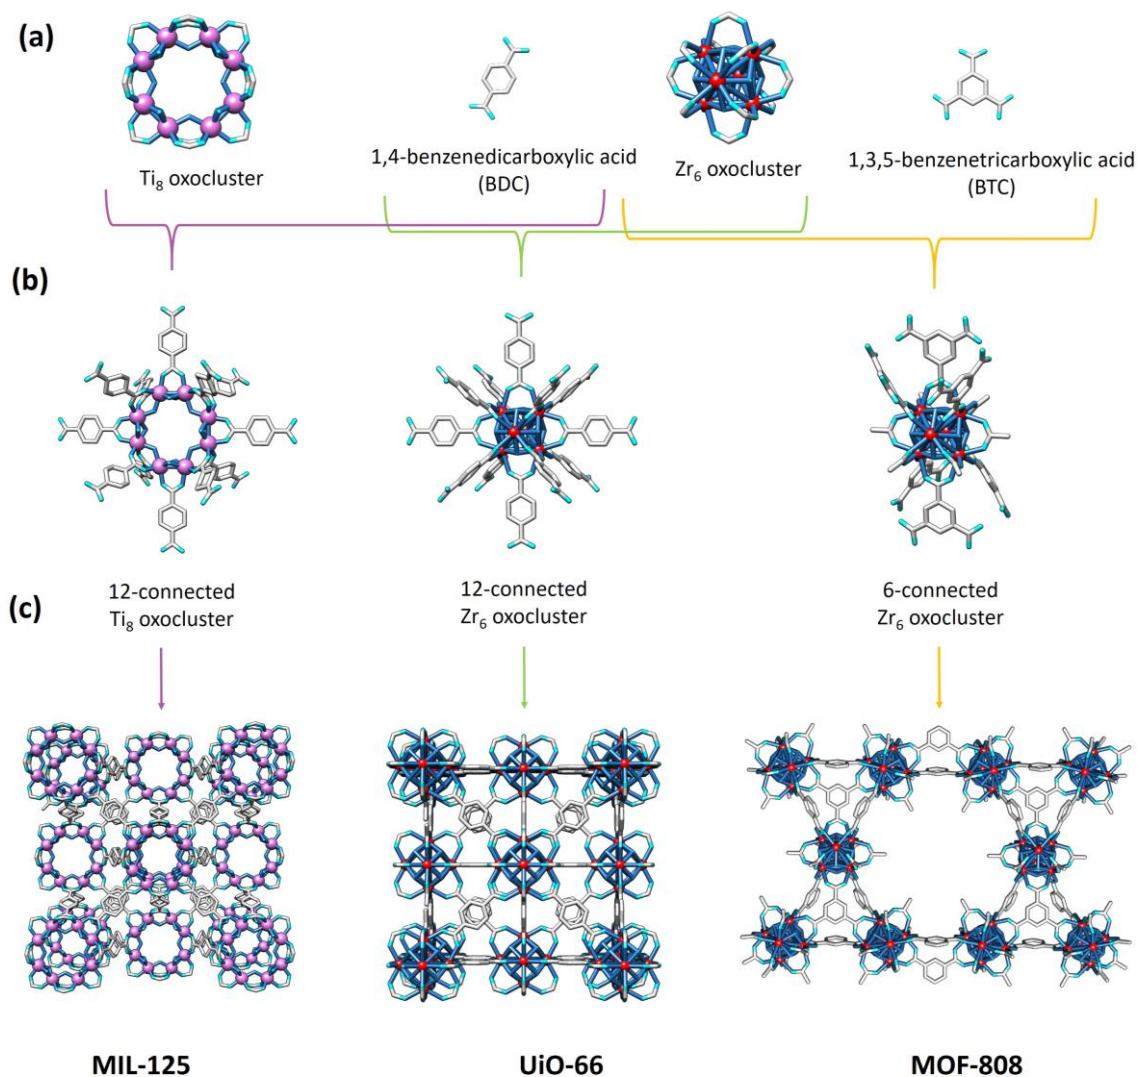 (a)
Ti₈ oxocluster
1,4-benzenedicarboxylic acid
(BDC)
Zr₆ oxocluster
1,3,5-benzenetricarboxylic acid
(BTC)
(b)
12-connected
Ti₈ oxocluster
12-connected
Zr₆ oxocluster
6-connected
Zr₆ oxocluster
(c)
MIL-125
UiO-66
MOF-808